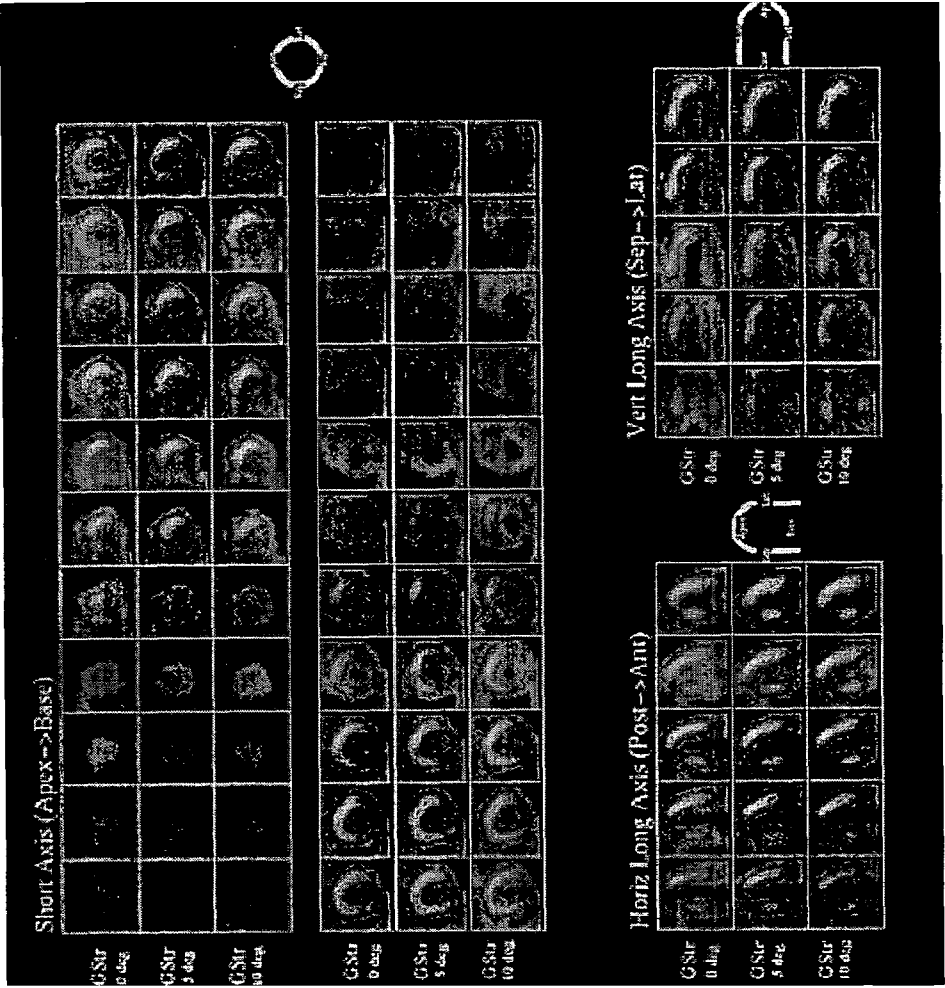 Short Axis (Apex-->Base)
GStr
0 deg
GStr
5 deg
GStr
10 deg
GStr
0 deg
GStr
5 deg
GStr
10 deg
Horiz Long Axis (Post-->Ant)
GStr
0 deg
GStr
5 deg
GStr
10 deg
Vert Long Axis (Sep-->Lat)
GStr
0 deg
GStr
5 deg
GStr
10 deg